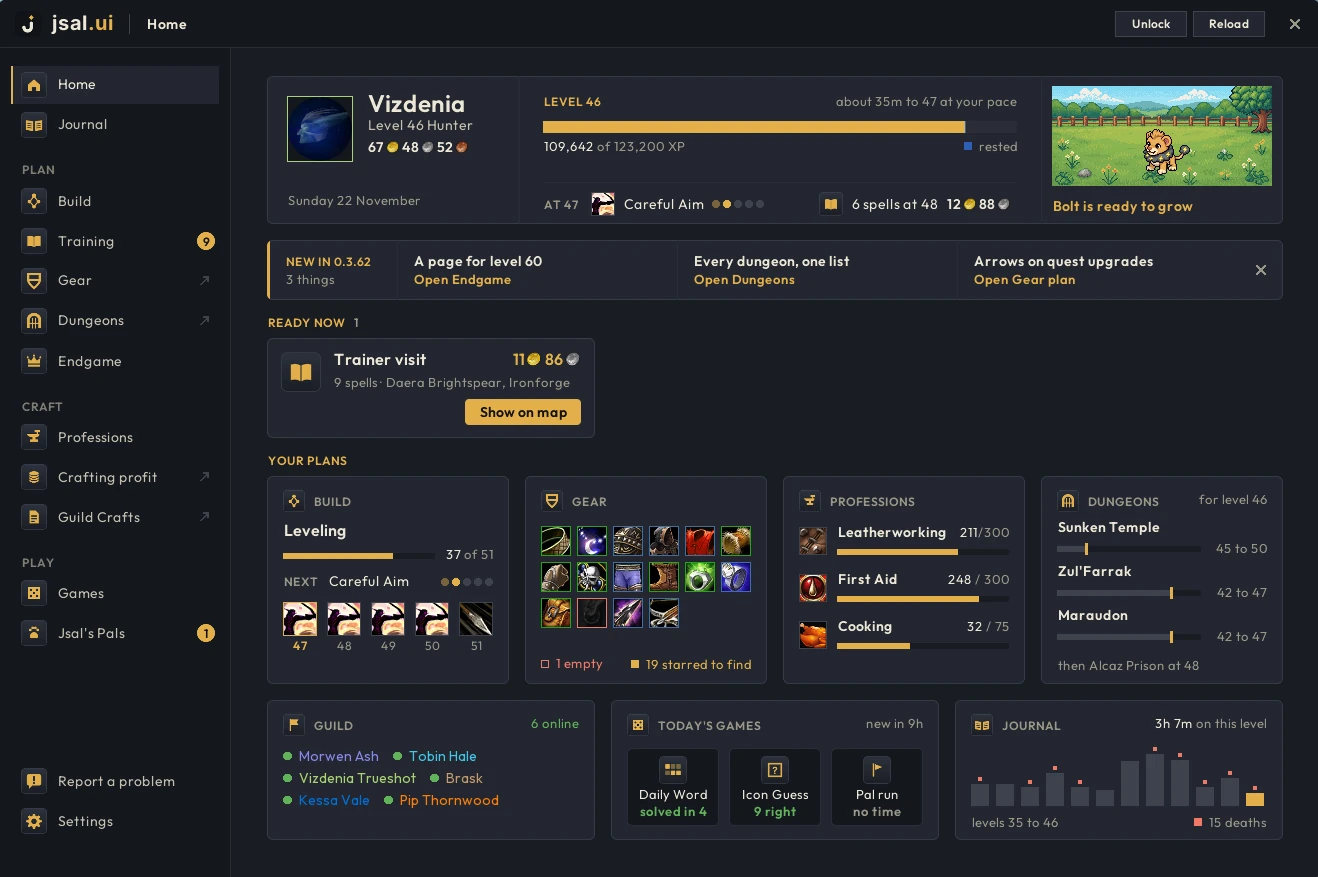 jsal.ui
Home
Unlock
Reload
Home
Journal
PLAN
Build
Training
9
Gear
Dungeons
Endgame
CRAFT
Professions
Crafting profit
Guild Crafts
PLAY
Games
Jsal's Pals
1
Report a problem
Settings
Vizdenia
Level 46 Hunter
67 48 52
Sunday 22 November
LEVEL 46
about 35m to 47 at your pace
109,642 of 123,200 XP
rested
AT 47
Careful Aim
6 spells at 48 12 88
Bolt is ready to grow
NEW IN 0.3.62
3 things
A page for level 60
Open Endgame
Every dungeon, one list
Open Dungeons
Arrows on quest upgrades
Open Gear plan
READY NOW 1
Trainer visit
11 86
9 spells · Daera Brightspear, Ironforge
Show on map
YOUR PLANS
BUILD
Leveling
37 of 51
NEXT Careful Aim
47 48 49 50 51
GEAR
1 empty
19 starred to find
PROFESSIONS
Leatherworking 211/300
First Aid 248 / 300
Cooking 32 / 75
DUNGEONS
for level 46
Sunken Temple
45 to 50
Zul'Farrak
42 to 47
Maraudon
42 to 47
then Alcaz Prison at 48
GUILD
6 online
Morwen Ash Tobin Hale
Vizdenia Trueshot Brask
Kessa Vale Pip Thornwood
TODAY'S GAMES
new in 9h
Daily Word
solved in 4
Icon Guess
9 right
Pal run
no time
JOURNAL
3h 7m on this level
levels 35 to 46
15 deaths